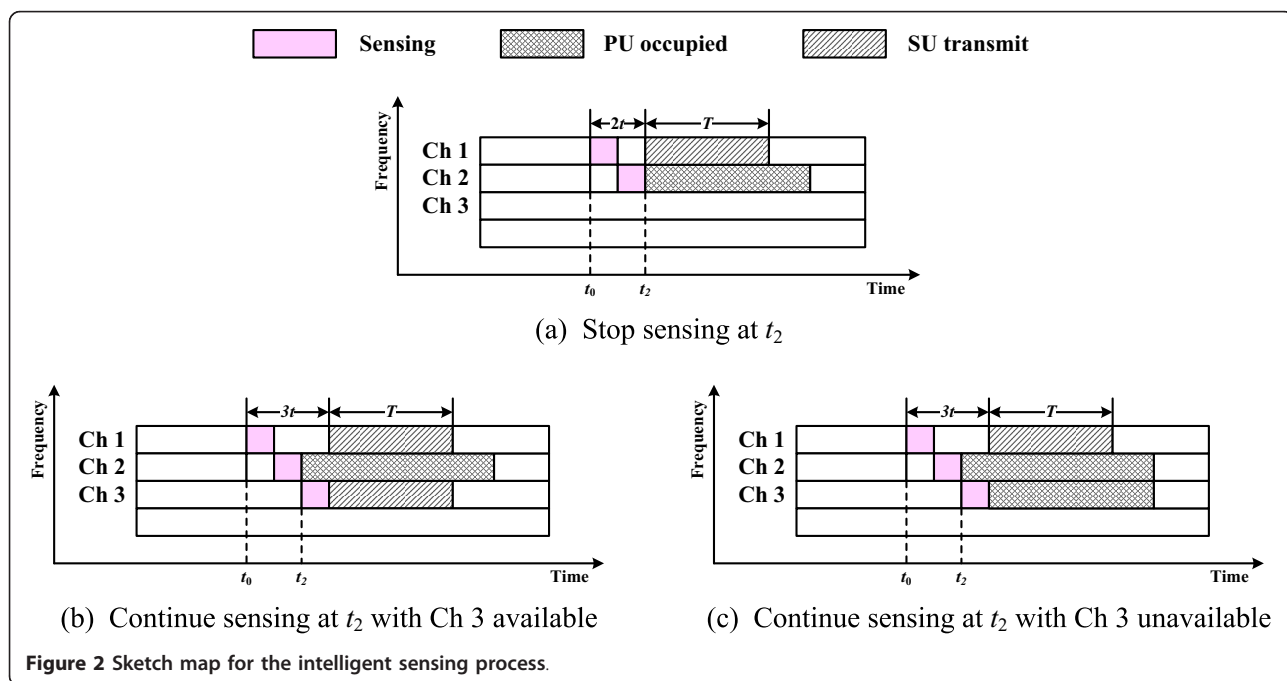 Sensing PU occupied SU transmit
2t T
Frequency
Ch 1
Ch 2
Ch 3
t0 t2 Time
(a) Stop sensing at t2
3t T
Frequency
Ch 1
Ch 2
Ch 3
t0 t2 Time
(b) Continue sensing at t2 with Ch 3 available
3t T
Frequency
Ch 1
Ch 2
Ch 3
t0 t2 Time
(c) Continue sensing at t2 with Ch 3 unavailable
Figure 2 Sketch map for the intelligent sensing process.